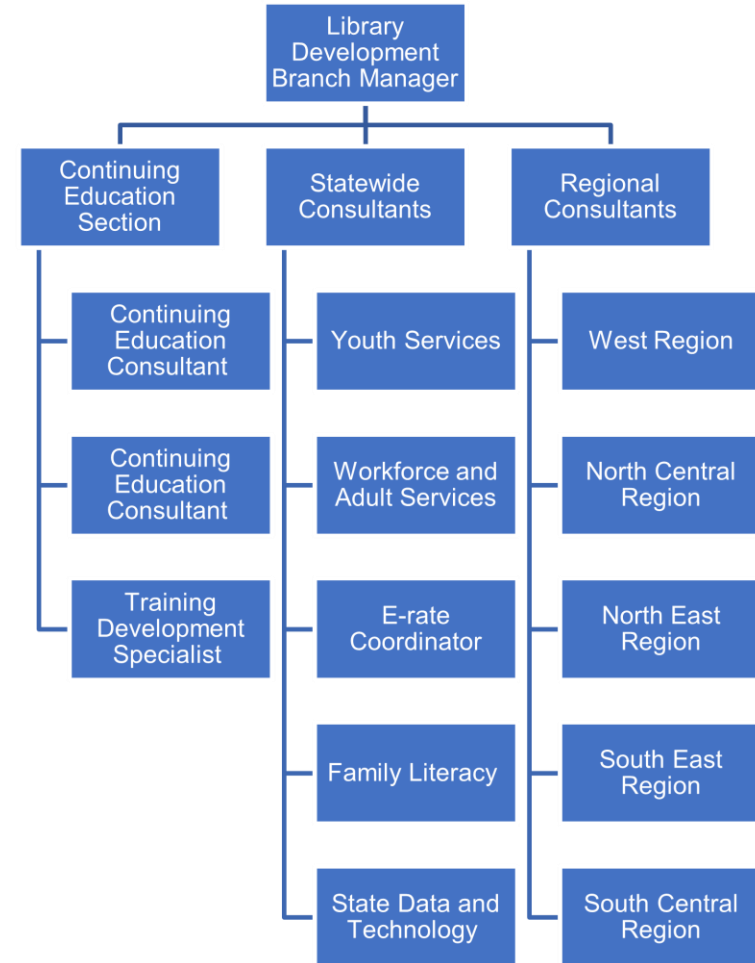 Library
Development
Branch Manager
Continuing
Education
Section
Continuing
Education
Consultant
Continuing
Education
Consultant
Training
Development
Specialist
Statewide
Consultants
Youth Services
Workforce and
Adult Services
E-rate
Coordinator
Family Literacy
State Data and
Technology
Regional
Consultants
West Region
North Central
Region
North East
Region
South East
Region
South Central
Region